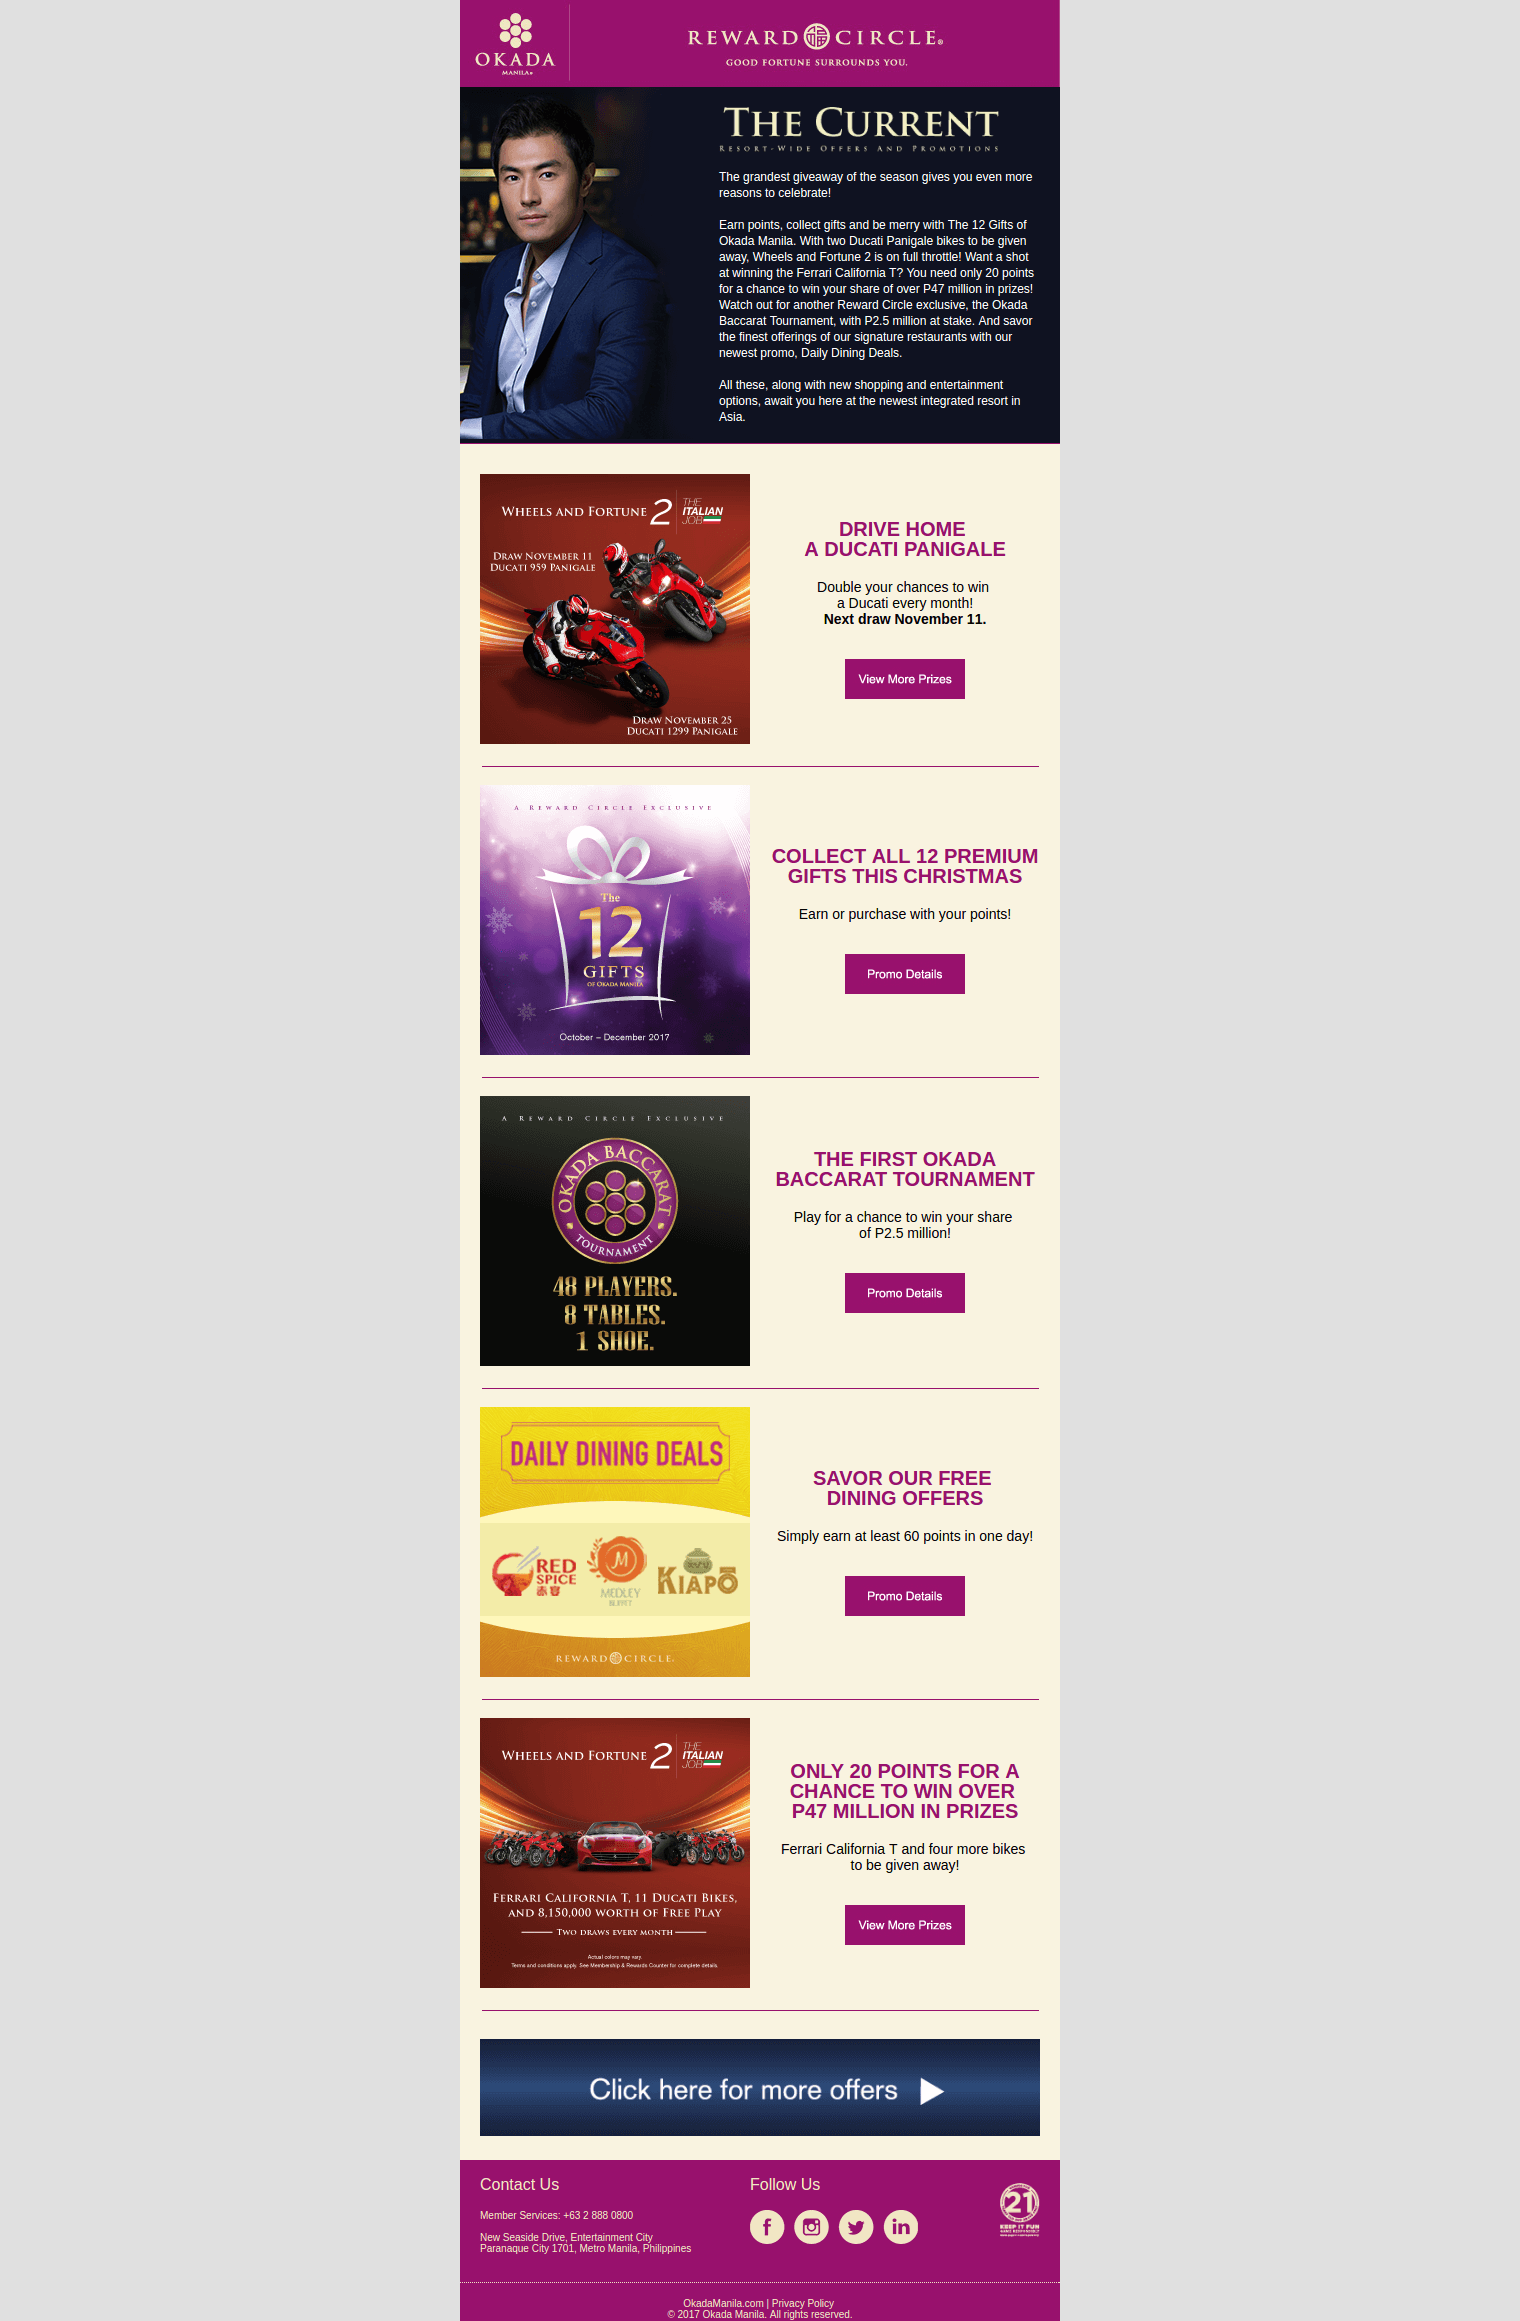 OKADA
MANILA®
REWARD CIRCLE®
GOOD FORTUNE SURROUNDS YOU.
THE CURRENT
RESORT-WIDE OFFERS AND PROMOTIONS
The grandest giveaway of the season gives you even more
reasons to celebrate!
Earn points, collect gifts and be merry with The 12 Gifts of
Okada Manila. With two Ducati Panigale bikes to be given
away, Wheels and Fortune 2 is on full throttle! Want a shot
at winning the Ferrari California T? You need only 20 points
for a chance to win your share of over P47 million in prizes!
Watch out for another Reward Circle exclusive, the Okada
Baccarat Tournament, with P2.5 million at stake. And savor
the finest offerings of our signature restaurants with our
newest promo, Daily Dining Deals.
All these, along with new shopping and entertainment
options, await you here at the newest integrated resort in
Asia.
WHEELS AND FORTUNE 2 THE ITALIAN JOB
DRAW NOVEMBER 11
DUCATI 959 PANIGALE
DRAW NOVEMBER 25
DUCATI 1299 PANIGALE
DRIVE HOME
A DUCATI PANIGALE
Double your chances to win
a Ducati every month!
Next draw November 11.
View More Prizes
A REWARD CIRCLE EXCLUSIVE
The
12
GIFTS
OF OKADA MANILA
October – December 2017
COLLECT ALL 12 PREMIUM
GIFTS THIS CHRISTMAS
Earn or purchase with your points!
Promo Details
A REWARD CIRCLE EXCLUSIVE
OKADA BACCARAT
TOURNAMENT
48 PLAYERS.
8 TABLES.
1 SHOE.
THE FIRST OKADA
BACCARAT TOURNAMENT
Play for a chance to win your share
of P2.5 million!
Promo Details
DAILY DINING DEALS
RED
SPICE
M
MEDLEY
BUFFET
KIAPÓ
REWARD CIRCLE
SAVOR OUR FREE
DINING OFFERS
Simply earn at least 60 points in one day!
Promo Details
WHEELS AND FORTUNE 2 THE ITALIAN JOB
FERRARI CALIFORNIA T, 11 DUCATI BIKES,
AND 8,150,000 WORTH OF FREE PLAY
TWO DRAWS EVERY MONTH
Actual colors may vary.
Terms and conditions apply. See Membership & Rewards Counter for complete details.
ONLY 20 POINTS FOR A
CHANCE TO WIN OVER
P47 MILLION IN PRIZES
Ferrari California T and four more bikes
to be given away!
View More Prizes
Click here for more offers
Contact Us
Member Services: +63 2 888 0800
New Seaside Drive, Entertainment City
Paranaque City 1701, Metro Manila, Philippines
Follow Us
21
KEEP IT FUN
OkadaManila.com | Privacy Policy
© 2017 Okada Manila. All rights reserved.